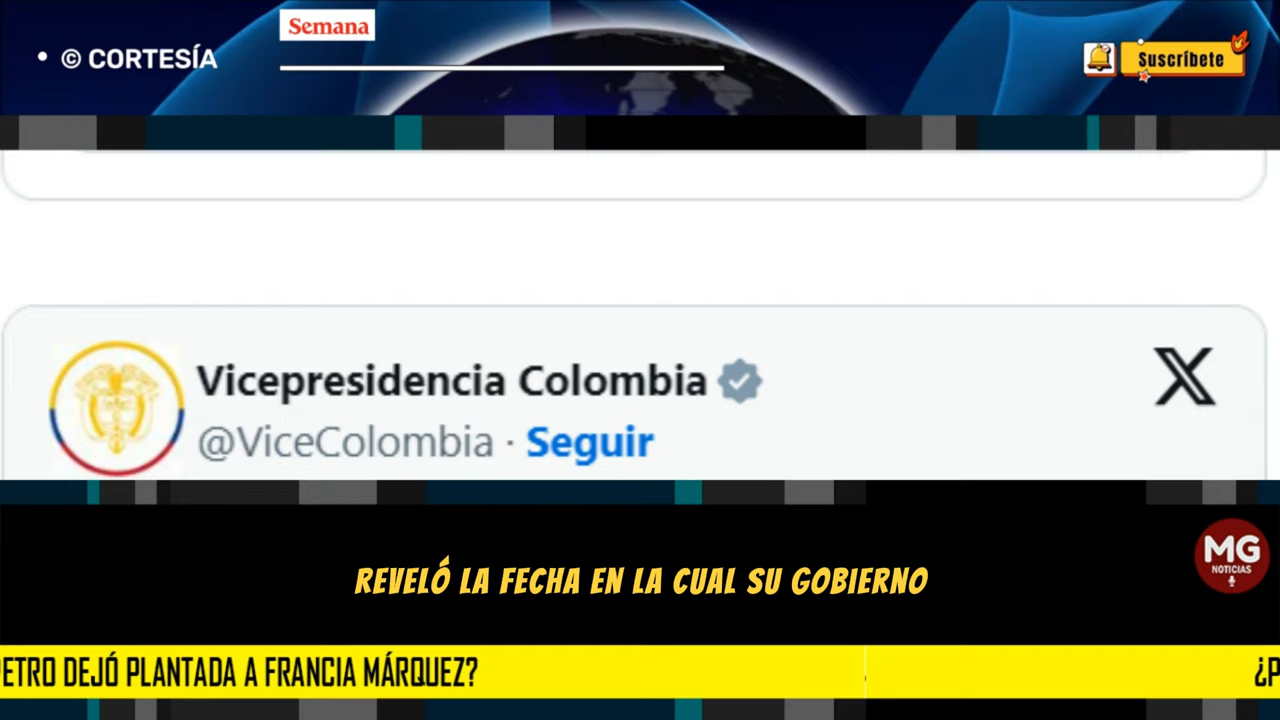 Semana
• © CORTESÍA
Suscríbete
Vicepresidencia Colombia
@ViceColombia · Seguir
REVELÓ LA FECHA EN LA CUAL SU GOBIERNO
MG
NOTICIAS
ETRO DEJÓ PLANTADA A FRANCIA MÁRQUEZ?
¿P